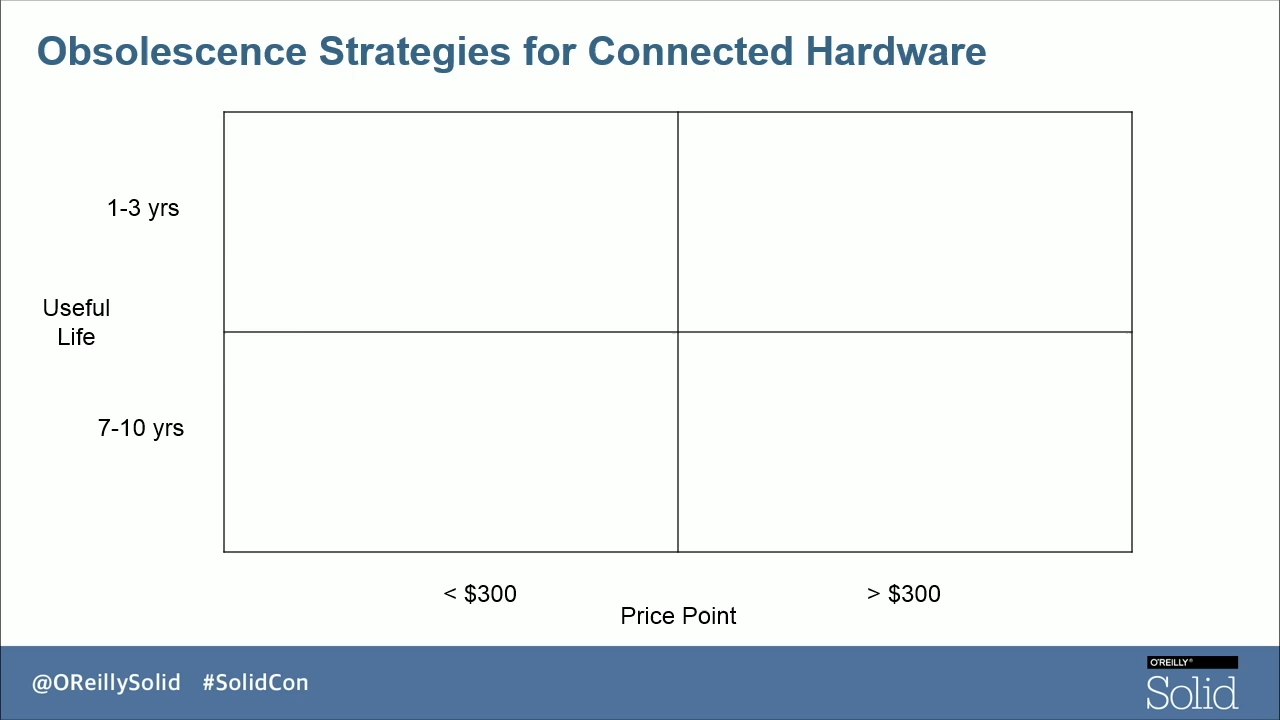 Obsolescence Strategies for Connected Hardware
1-3 yrs
Useful
Life
7-10 yrs
< $300
> $300
Price Point
@OReillySolid #SolidCon
O'REILLY®
Solid